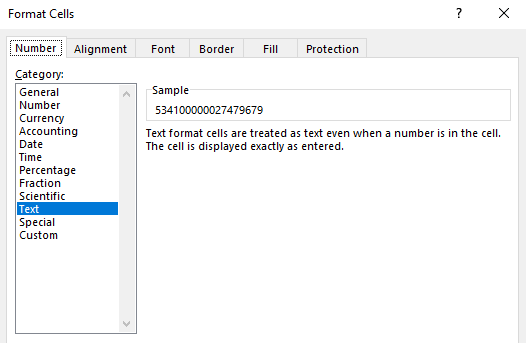 Format Cells
?
Number Alignment Font Border Fill Protection
Category:
General
Number
Currency
Accounting
Date
Time
Percentage
Fraction
Scientific
Text
Special
Custom
Sample
534100000027479679
Text format cells are treated as text even when a number is in the cell.
The cell is displayed exactly as entered.